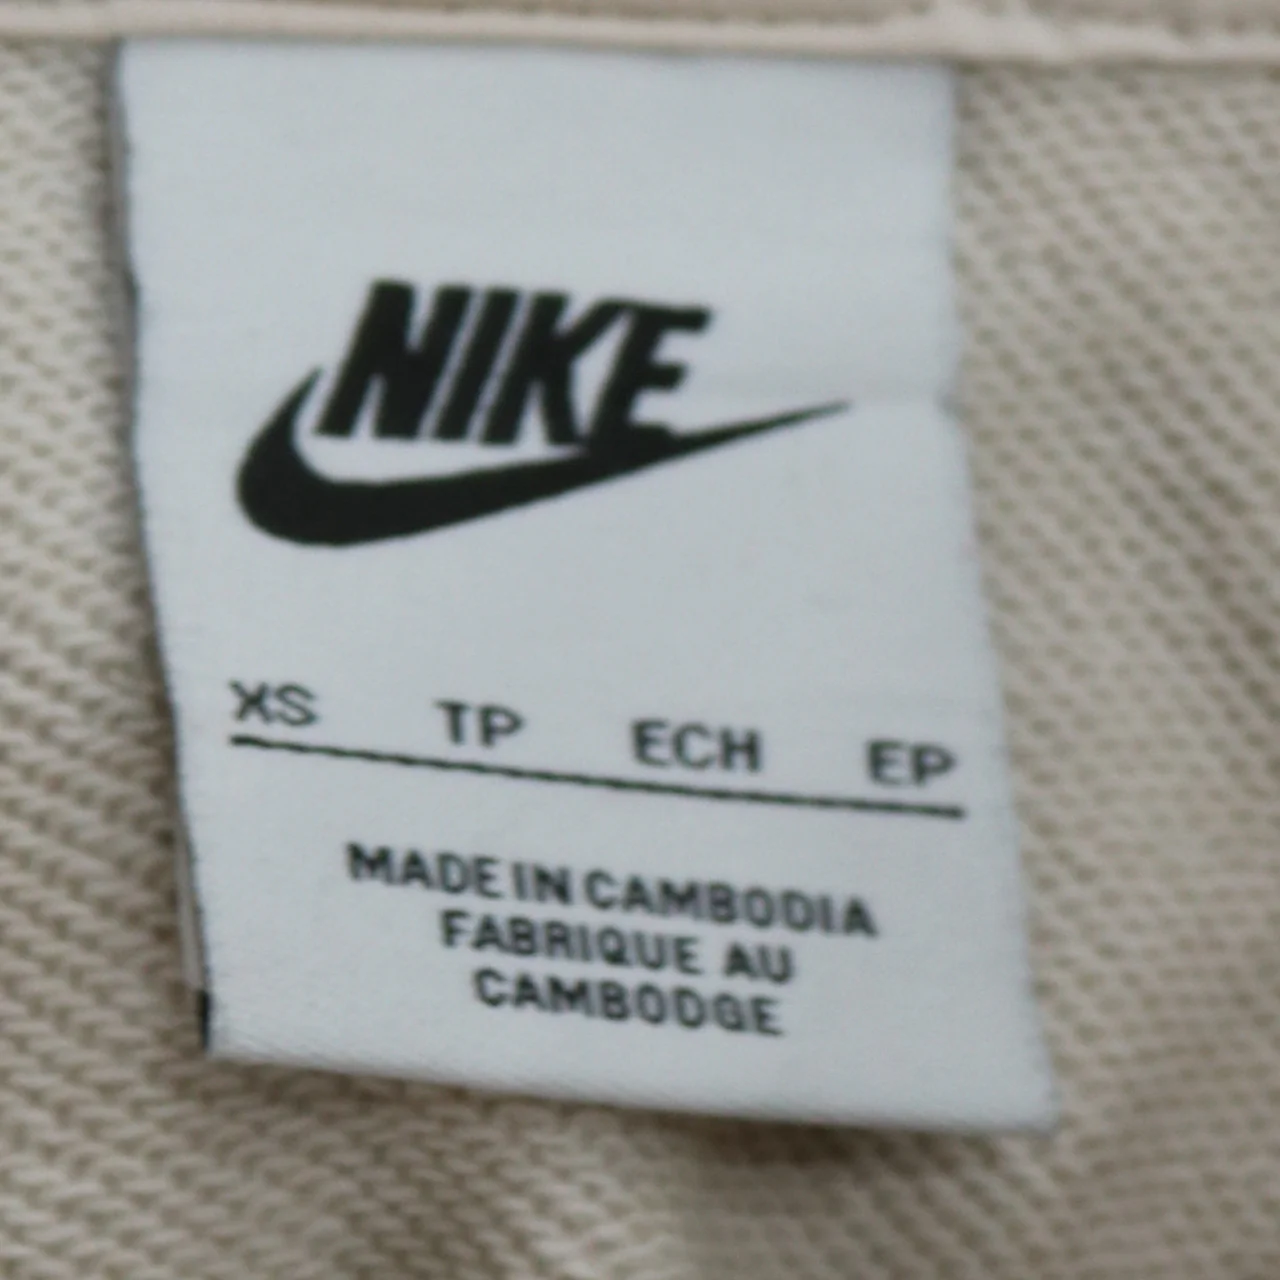 NIKE
XS TP ECH EP
MADE IN CAMBODIA
FABRIQUE AU
CAMBODGE